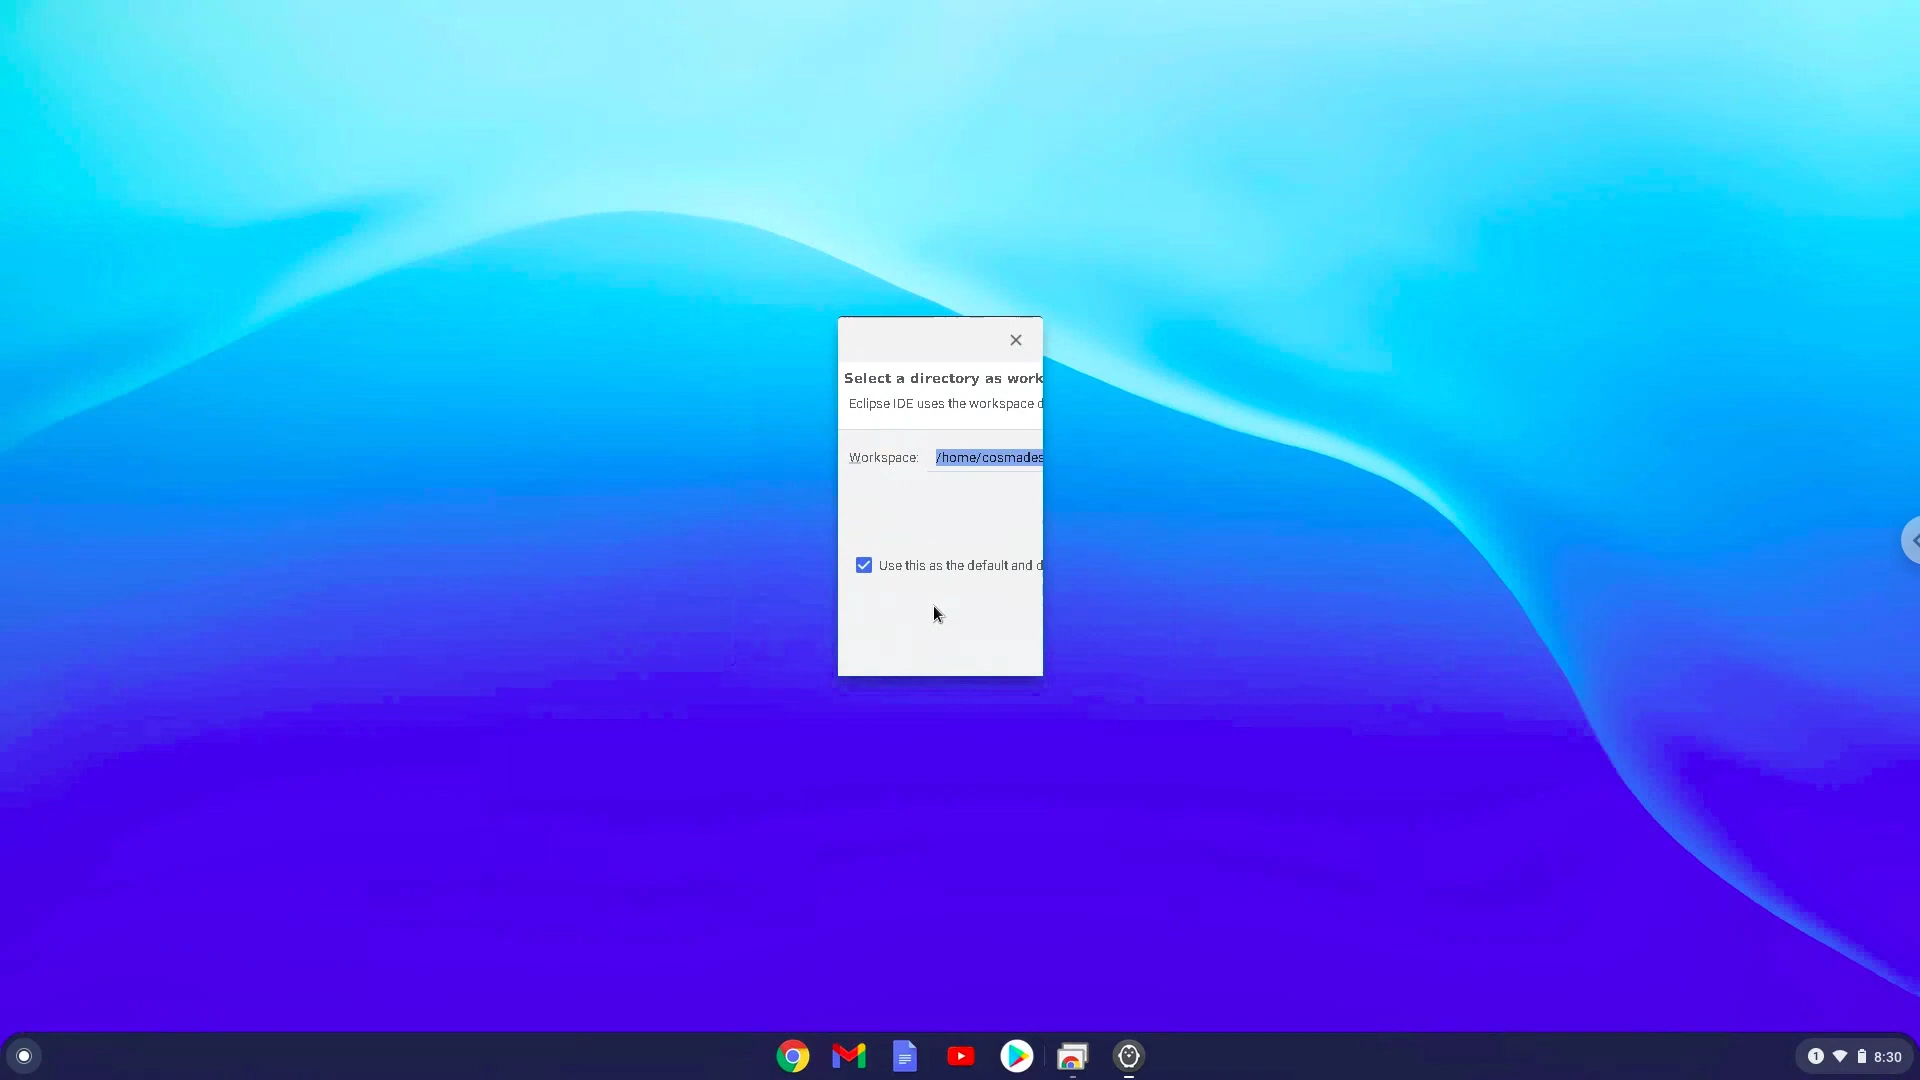 Select a directory as work
Eclipse IDE uses the workspace d
Workspace: /home/cosmades
Use this as the default and d
1 8:30